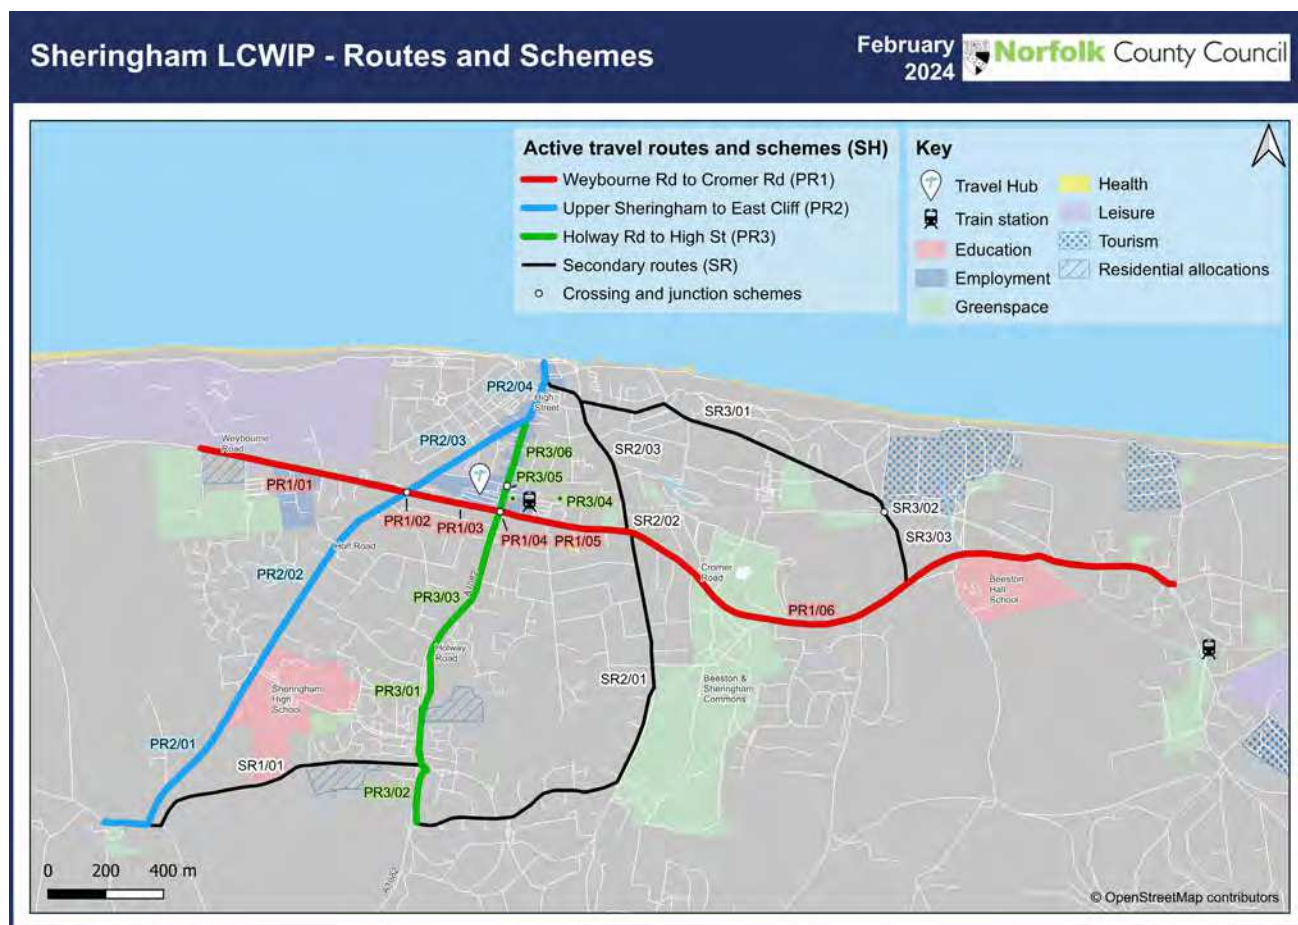 Sheringham LCWIP - Routes and Schemes
February
2024
Norfolk County Council
Active travel routes and schemes (SH)
Weybourne Rd to Cromer Rd (PR1)
Upper Sheringham to East Cliff (PR2)
Holway Rd to High St (PR3)
Secondary routes (SR)
Crossing and junction schemes
Key
Travel Hub
Train station
Education
Employment
Greenspace
Health
Leisure
Tourism
Residential allocations
PR2/04
High
Street
SR3/01
Weybourne
Road
PR2/03
PR3/06
SR2/03
PR1/01
PR3/05
PR3/04
PR1/02
PR1/03
PR1/04
PR1/05
SR2/02
SR3/02
SR3/03
Holt Road
PR2/02
A1082
PR3/03
Cromer
Road
PR1/06
Beeston
Hall
School
Holway
Road
PR3/01
SR2/01
Sheringham
High
School
Beeston &
Sheringham
Commons
PR2/01
SR1/01
PR3/02
A1082
0 200 400 m
© OpenStreetMap contributors